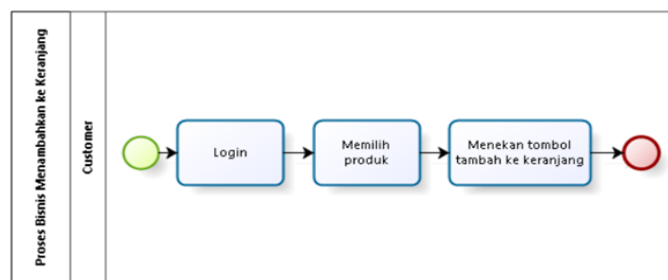 Proses Bisnis Menambahkan ke Keranjang
Customer
Login
Memilih
produk
Menekan tombol
tambah ke keranjang